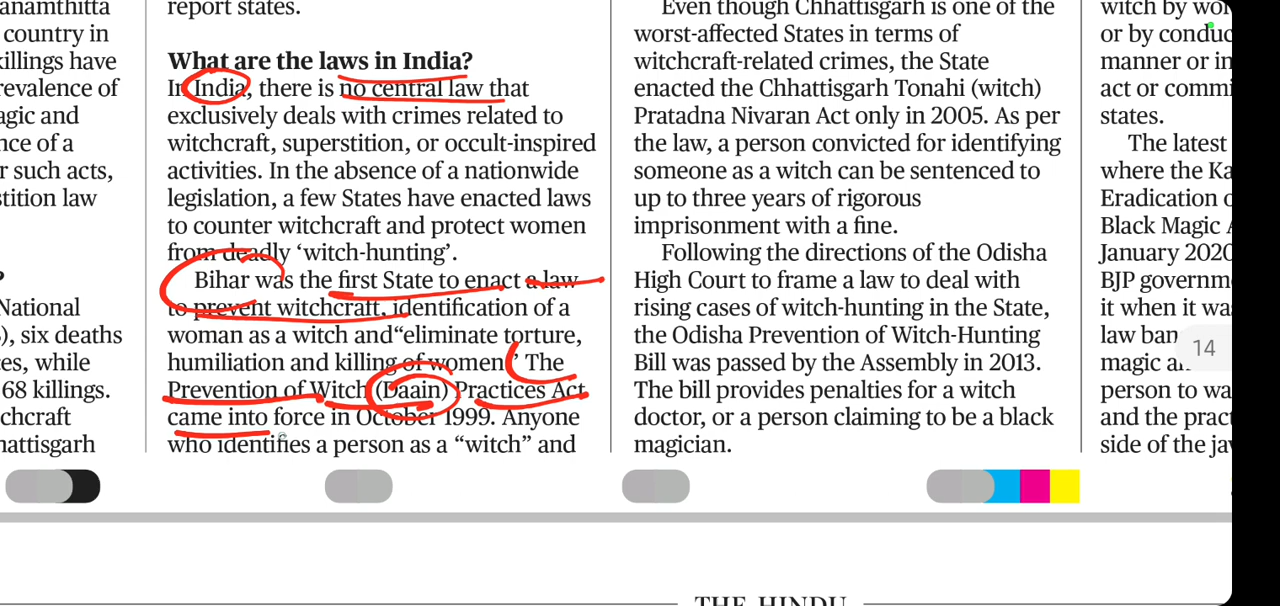 anamthitta
country in
killings have
revalence of
agic and
nce of a
r such acts,
stition law
?
National
), six deaths
ces, while
68 killings.
chcraft
hattisgarh
report states.
What are the laws in India?
In India, there is no central law that
exclusively deals with crimes related to
witchcraft, superstition, or occult-inspired
activities. In the absence of a nationwide
legislation, a few States have enacted laws
to counter witchcraft and protect women
from deadly ‘witch-hunting’.
Bihar was the first State to enact a law
to prevent witchcraft, identification of a
woman as a witch and“eliminate torture,
humiliation and killing of women.” The
Prevention of Witch (Daain) Practices Act
came into force in October 1999. Anyone
who identifies a person as a “witch” and
Even though Chhattisgarh is one of the
worst-affected States in terms of
witchcraft-related crimes, the State
enacted the Chhattisgarh Tonahi (witch)
Pratadna Nivaran Act only in 2005. As per
the law, a person convicted for identifying
someone as a witch can be sentenced to
up to three years of rigorous
imprisonment with a fine.
Following the directions of the Odisha
High Court to frame a law to deal with
rising cases of witch-hunting in the State,
the Odisha Prevention of Witch-Hunting
Bill was passed by the Assembly in 2013.
The bill provides penalties for a witch
doctor, or a person claiming to be a black
magician.
witch by wor
or by conduc
manner or in
act or commi
states.
The latest
where the Ka
Eradication o
Black Magic A
January 2020
BJP governm
it when it wa
law ban
magic a
person to wa
and the pract
side of the jav
14
THE HINDU